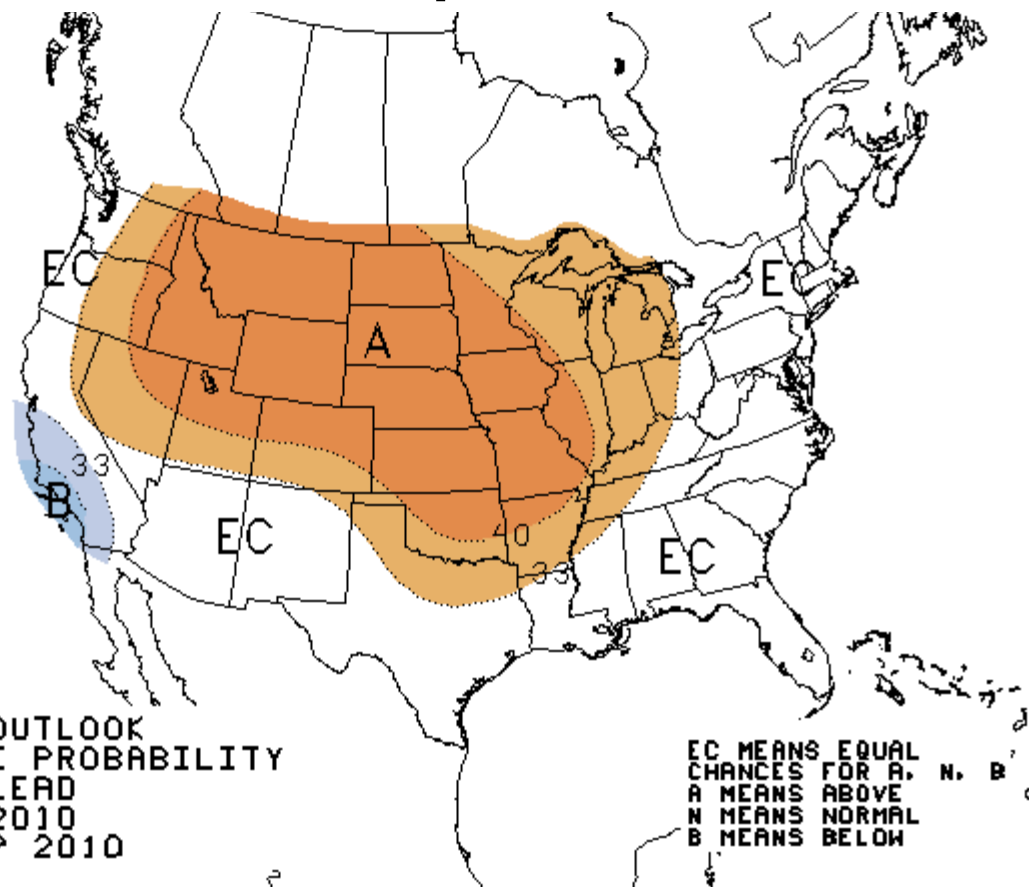 EC
EC
A
33
B
EC
40
EC
33
OUTLOOK
E PROBABILITY
LEAD
2010
P 2010
EC MEANS EQUAL
CHANCES FOR A, N, B
A MEANS ABOVE
N MEANS NORMAL
B MEANS BELOW